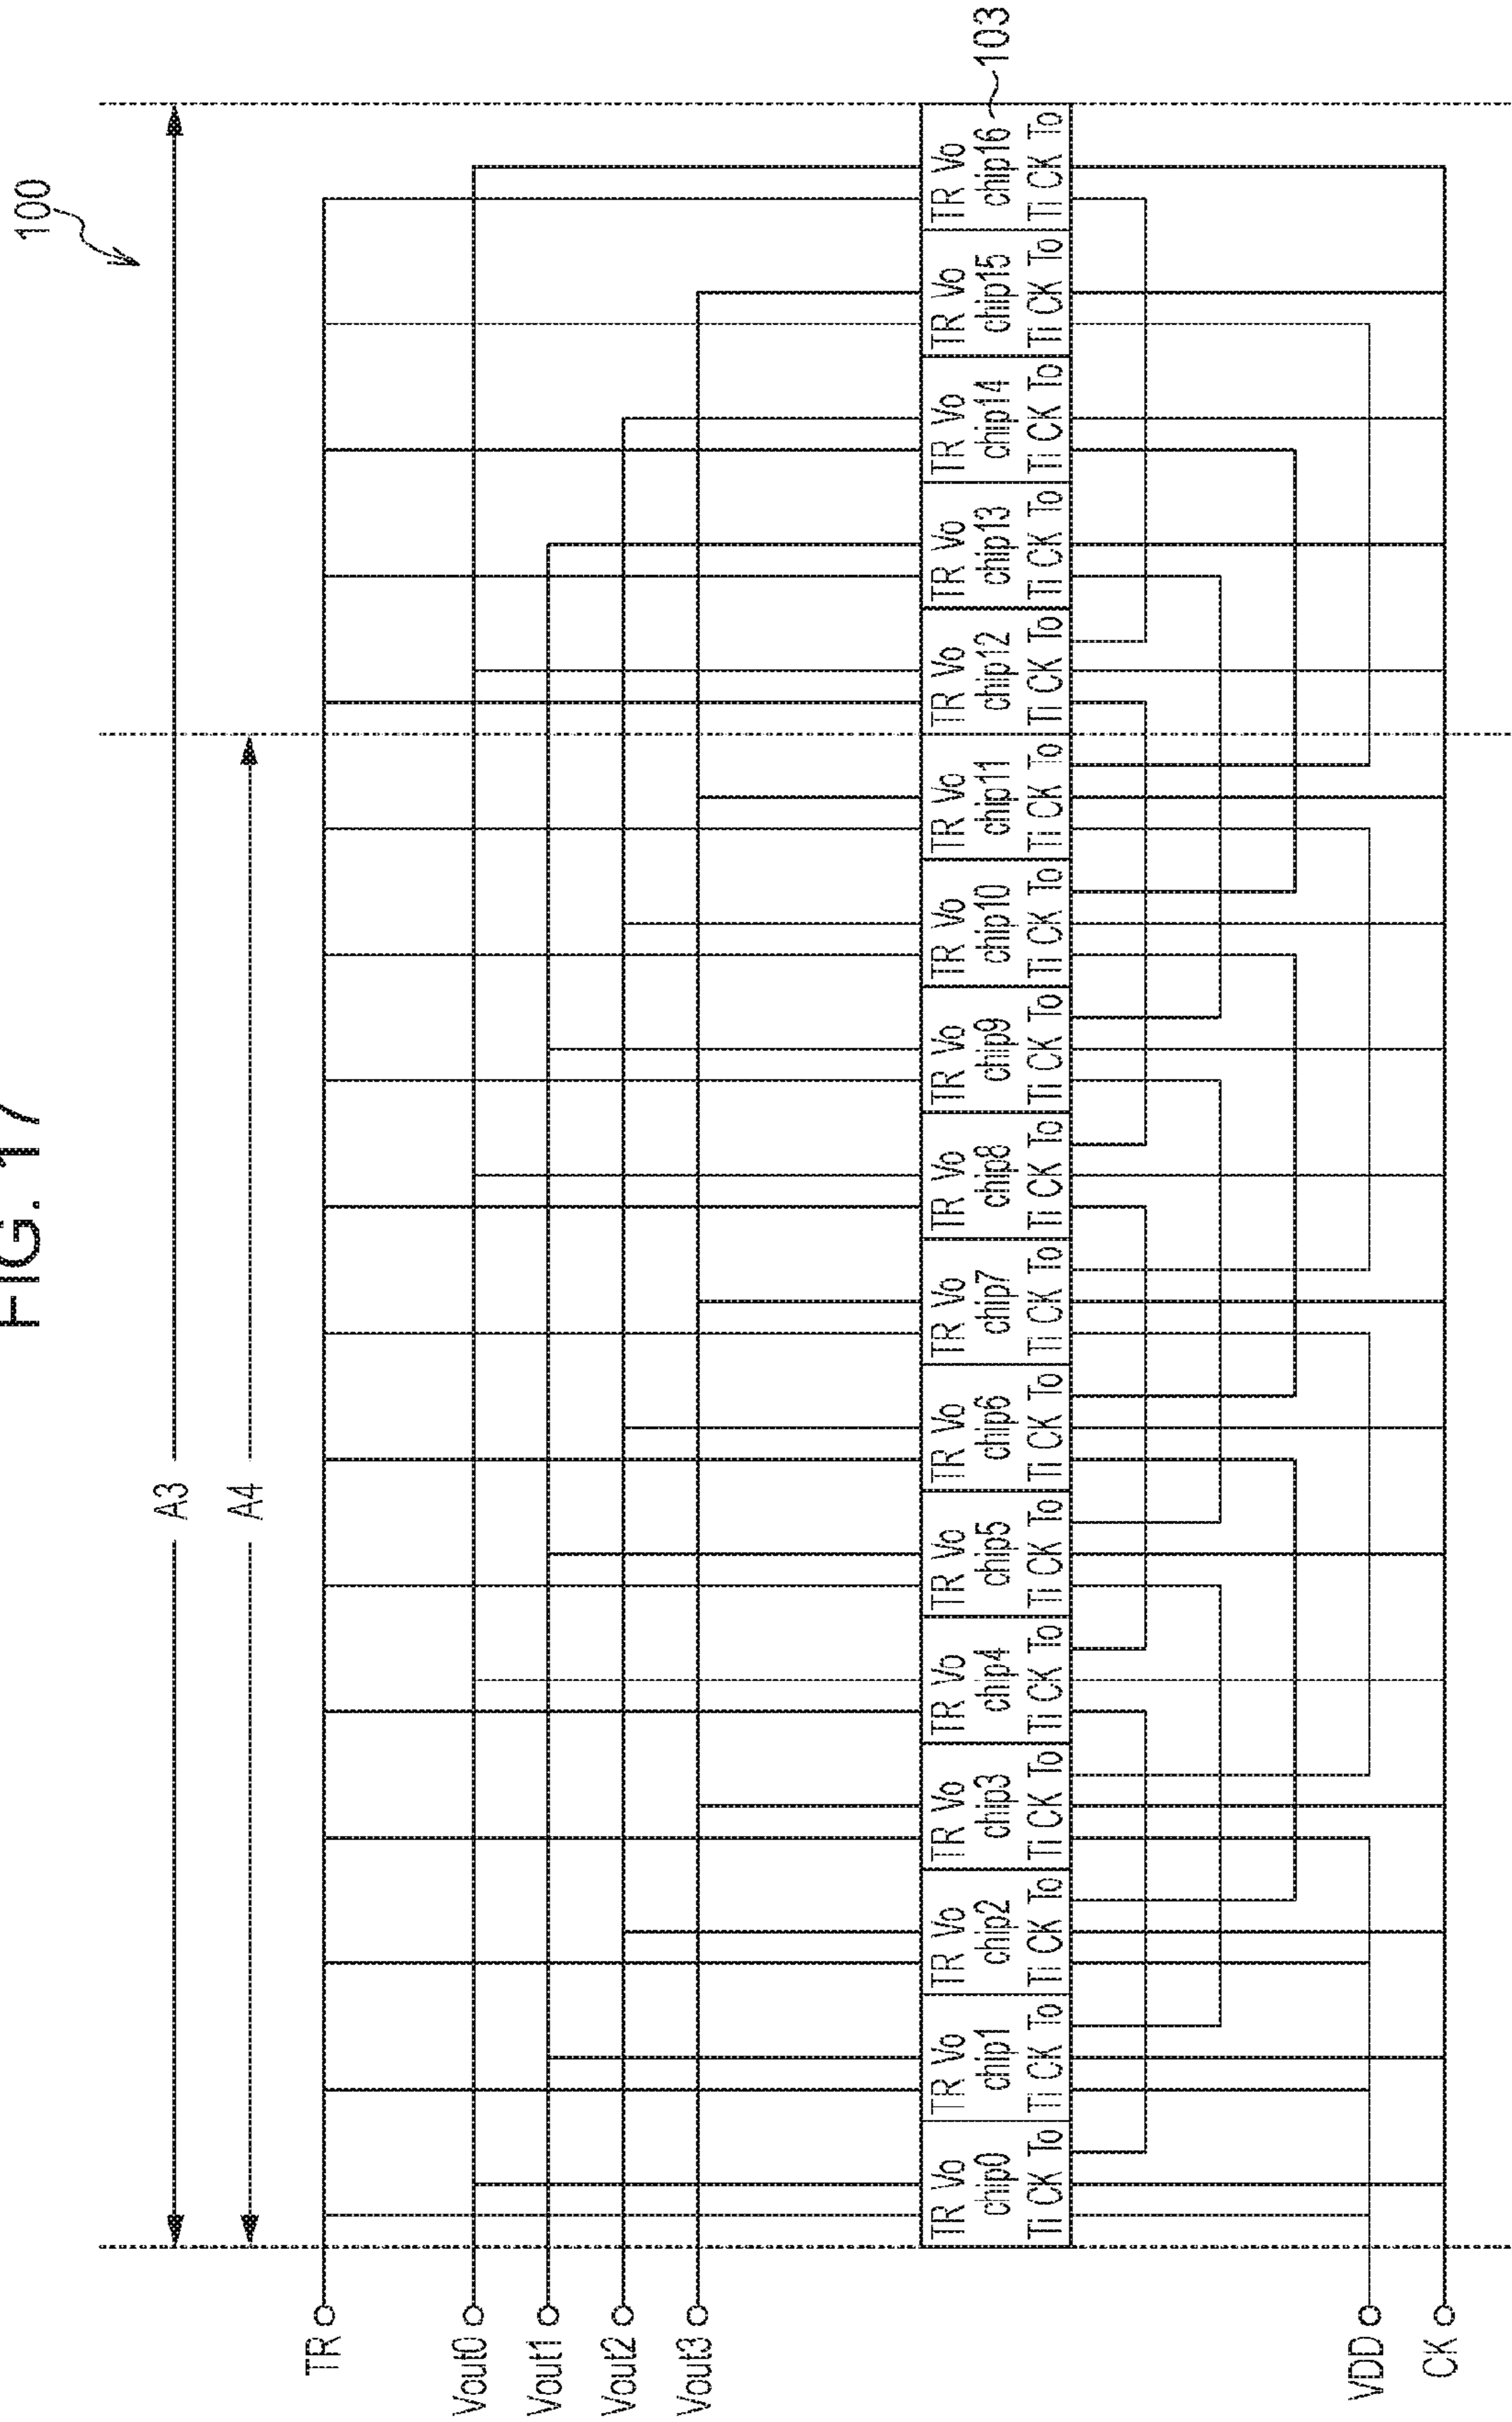 FIG. 17
100
A3
A4
TR
Vout0
Vout1
Vout2
Vout3
TR Vo
chip0
Ti CK To
TR Vo
chip1
Ti CK To
TR Vo
chip2
Ti CK To
TR Vo
chip3
Ti CK To
TR Vo
chip4
Ti CK To
TR Vo
chip5
Ti CK To
TR Vo
chip6
Ti CK To
TR Vo
chip7
Ti CK To
TR Vo
chip8
Ti CK To
TR Vo
chip9
Ti CK To
TR Vo
chip10
Ti CK To
TR Vo
chip11
Ti CK To
TR Vo
chip12
Ti CK To
TR Vo
chip13
Ti CK To
TR Vo
chip14
Ti CK To
TR Vo
chip15
Ti CK To
TR Vo
chip16
Ti CK To
103
VDD
CK